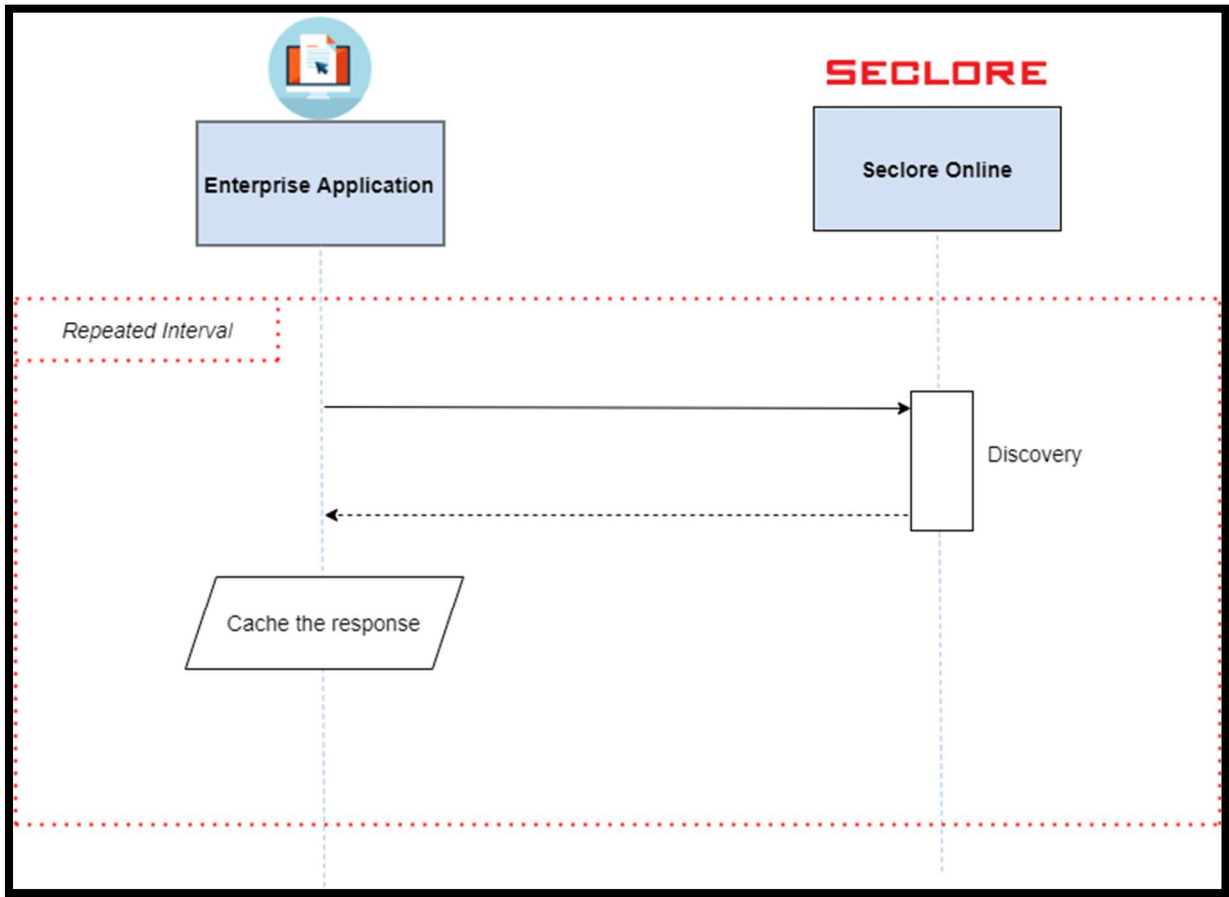 SECLORE
Enterprise Application
Seclore Online
Repeated Interval
Discovery
Cache the response